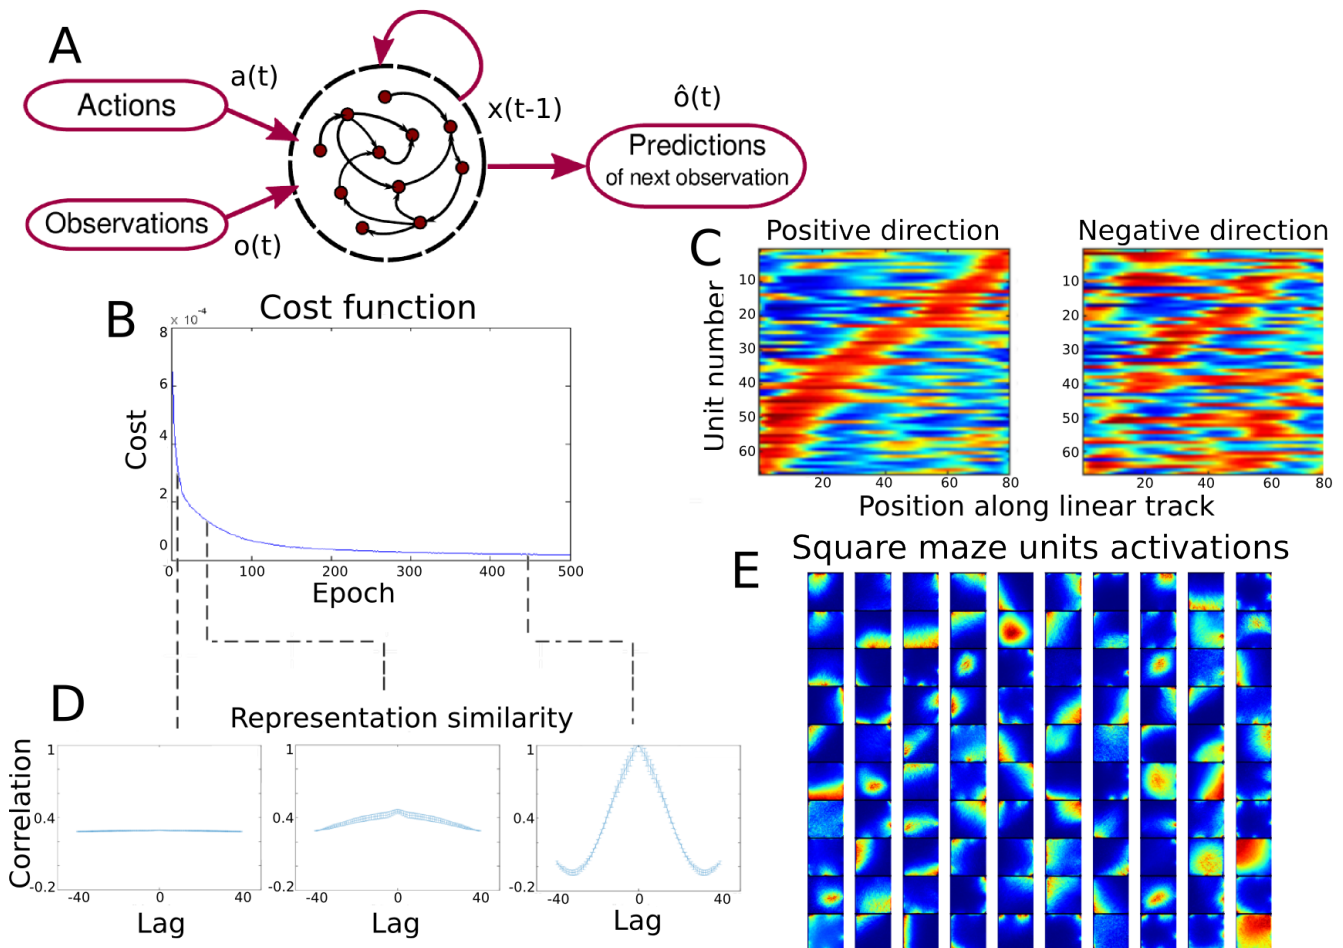 A
a(t)
Actions
Observations
o(t)
x(t-1)
ô(t)
Predictions
of next observation
B
Cost function
× 10⁻⁴
8
6
4
2
0
Cost
0
100
200
300
400
500
Epoch
C
Positive direction
Negative direction
Unit number
10
20
30
40
50
60
20
40
60
80
10
20
30
40
50
60
20
40
60
80
Position along linear track
D
Representation similarity
Correlation
1
0.4
-0.2
-40
0
40
Lag
1
0.4
-0.2
-40
0
40
Lag
1
0.4
-0.2
-40
0
40
Lag
E
Square maze units activations